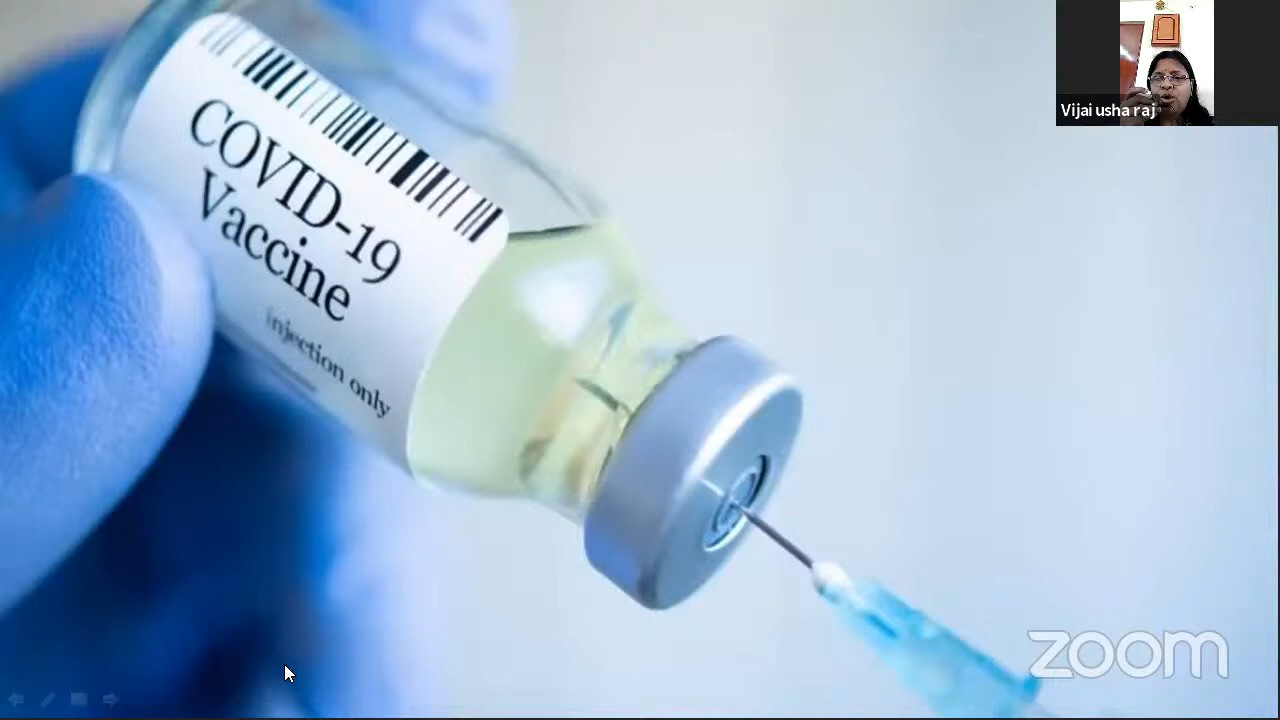 COVID-19
Vaccine
injection only
Vijai usha raj
zoom